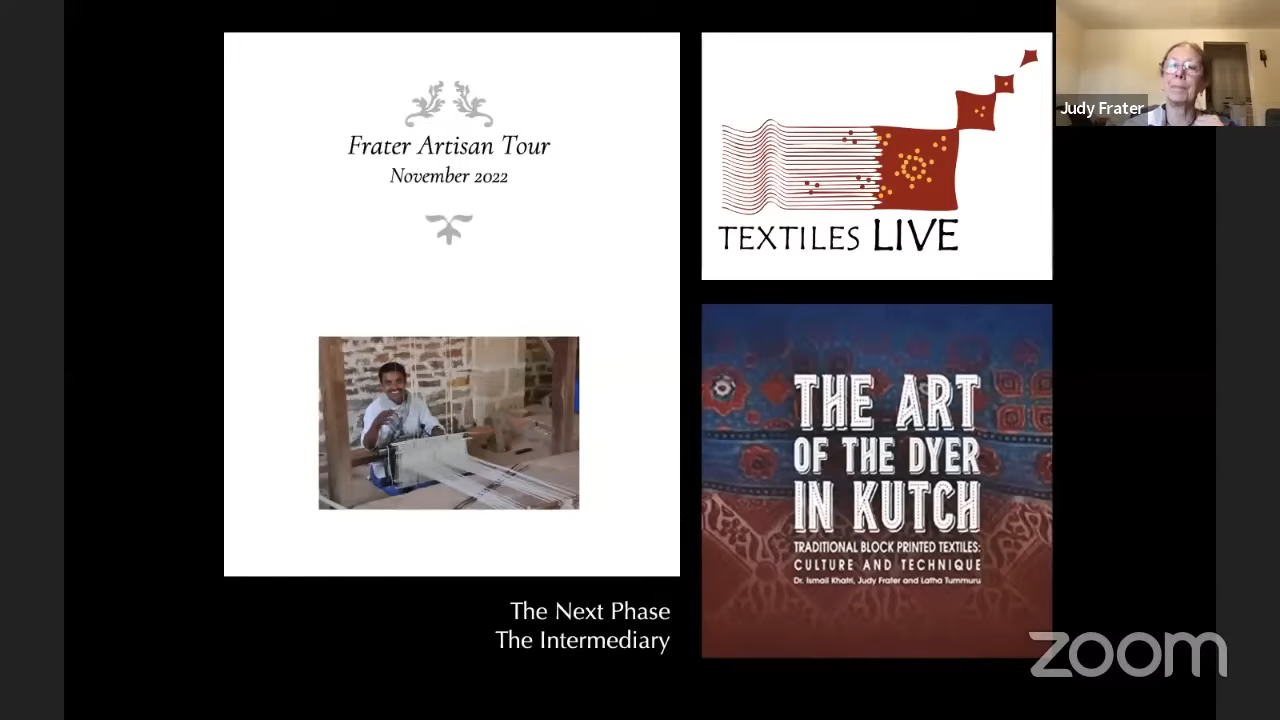 Frater Artisan Tour
November 2022
The Next Phase
The Intermediary
TEXTILES LIVE
THE ART
OF THE DYER
IN KUTCH
TRADITIONAL BLOCK PRINTED TEXTILES:
CULTURE AND TECHNIQUE
Dr. Ismail Khatri, Judy Frater and Latha Tummuru
Judy Frater
zoom